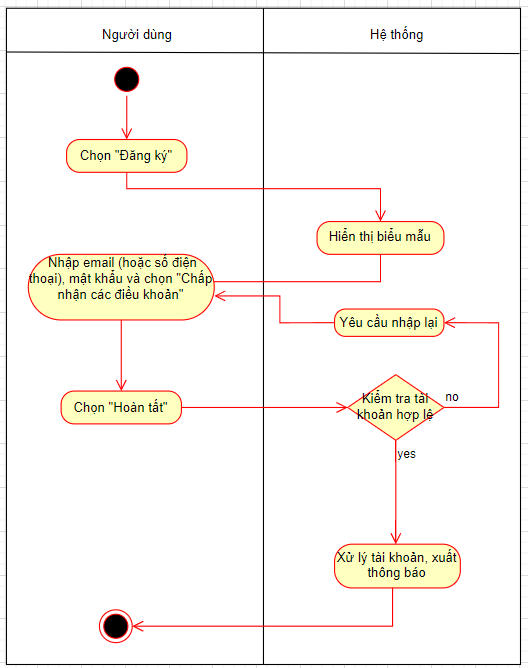 Người dùng
Hệ thống
Chọn "Đăng ký"
Hiển thị biểu mẫu
Nhập email (hoặc số điện
thoại), mật khẩu và chọn "Chấp
nhận các điều khoản"
Yêu cầu nhập lại
Chọn "Hoàn tất"
Kiểm tra tài
khoản hợp lệ
no
yes
Xử lý tài khoản, xuất
thông báo